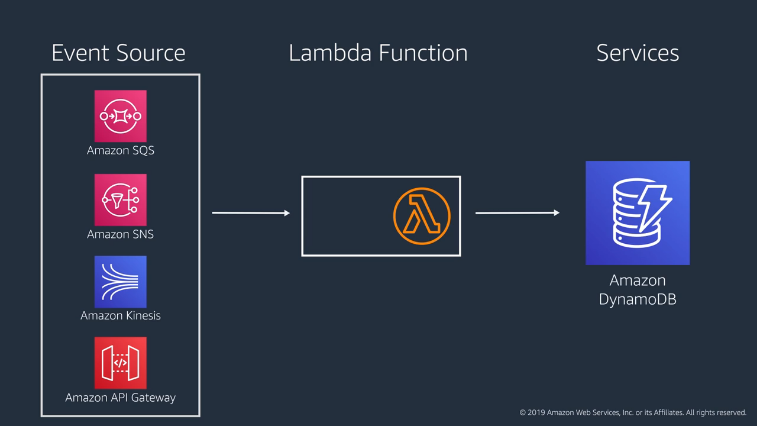 Event Source
Lambda Function
Services
Amazon SQS
Amazon SNS
Amazon Kinesis
Amazon API Gateway
Amazon
DynamoDB
© 2019 Amazon Web Services, Inc. or its Affiliates. All rights reserved.